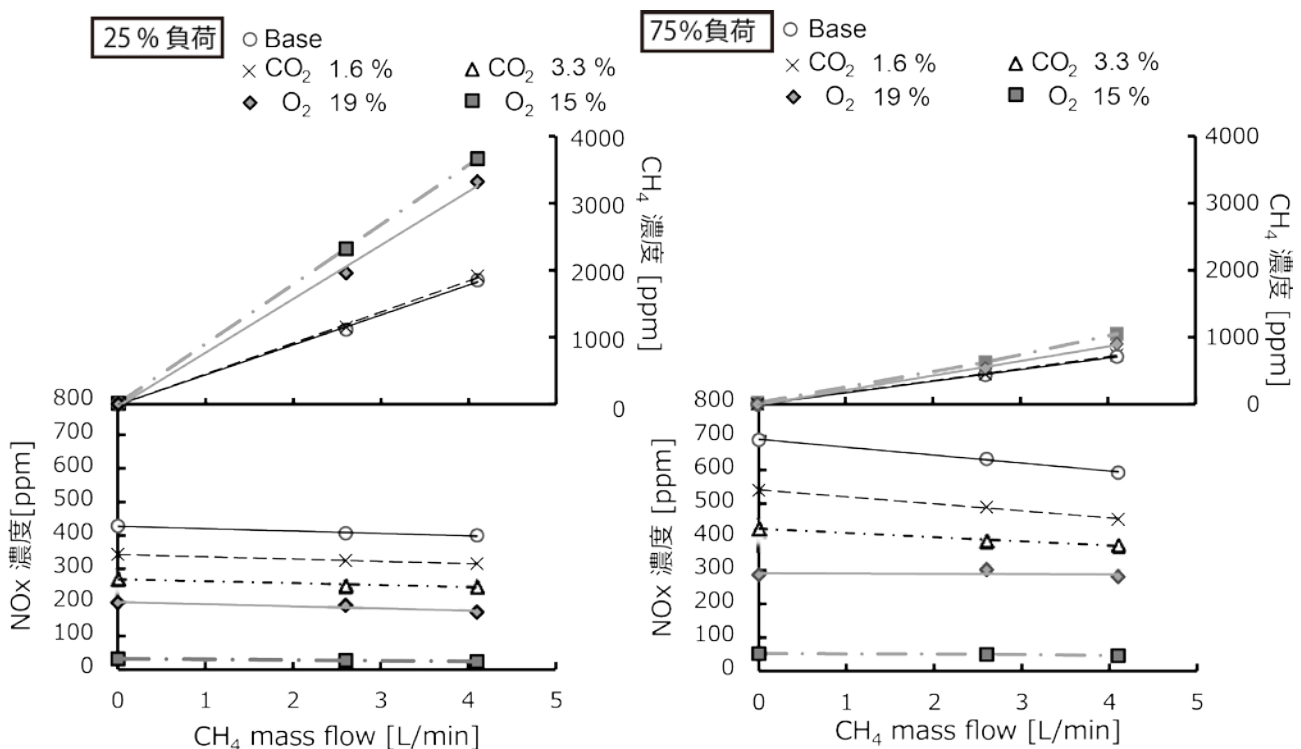 25 % 負荷
○ Base
× CO₂ 1.6 % △ CO₂ 3.3 %
◆ O₂ 19 % ■ O₂ 15 %
4000
3000
2000
1000
0
CH₄ 濃度 [ppm]
800
700
600
500
400
300
200
100
0
NOx 濃度[ppm]
0 1 2 3 4 5
CH₄ mass flow [L/min]
75%負荷
○ Base
× CO₂ 1.6 % △ CO₂ 3.3 %
◆ O₂ 19 % ■ O₂ 15 %
4000
3000
2000
1000
0
CH₄ 濃度 [ppm]
800
700
600
500
400
300
200
100
0
NOx 濃度 [ppm]
0 1 2 3 4 5
CH₄ mass flow [L/min]